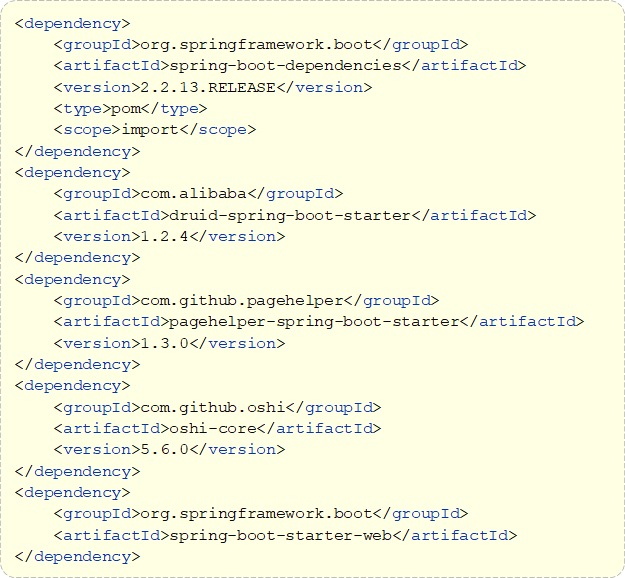 <dependency>
    <groupId>org.springframework.boot</groupId>
    <artifactId>spring-boot-dependencies</artifactId>
    <version>2.2.13.RELEASE</version>
    <type>pom</type>
    <scope>import</scope>
</dependency>
<dependency>
    <groupId>com.alibaba</groupId>
    <artifactId>druid-spring-boot-starter</artifactId>
    <version>1.2.4</version>
</dependency>
<dependency>
    <groupId>com.github.pagehelper</groupId>
    <artifactId>pagehelper-spring-boot-starter</artifactId>
    <version>1.3.0</version>
</dependency>
<dependency>
    <groupId>com.github.oshi</groupId>
    <artifactId>oshi-core</artifactId>
    <version>5.6.0</version>
</dependency>
<dependency>
    <groupId>org.springframework.boot</groupId>
    <artifactId>spring-boot-starter-web</artifactId>
</dependency>